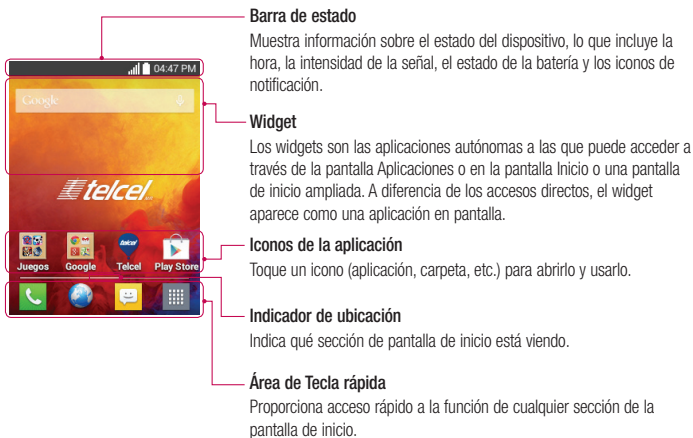 Barra de estado
Muestra información sobre el estado del dispositivo, lo que incluye la
hora, la intensidad de la señal, el estado de la batería y los iconos de
notificación.
04:47 PM
Google
Widget
Los widgets son las aplicaciones autónomas a las que puede acceder a
través de la pantalla Aplicaciones o en la pantalla Inicio o una pantalla
de inicio ampliada. A diferencia de los accesos directos, el widget
aparece como una aplicación en pantalla.
telcel
Iconos de la aplicación
Toque un icono (aplicación, carpeta, etc.) para abrirlo y usarlo.
telcel
Juegos Google Telcel Play Store
Indicador de ubicación
Indica qué sección de pantalla de inicio está viendo.
Área de Tecla rápida
Proporciona acceso rápido a la función de cualquier sección de la
pantalla de inicio.